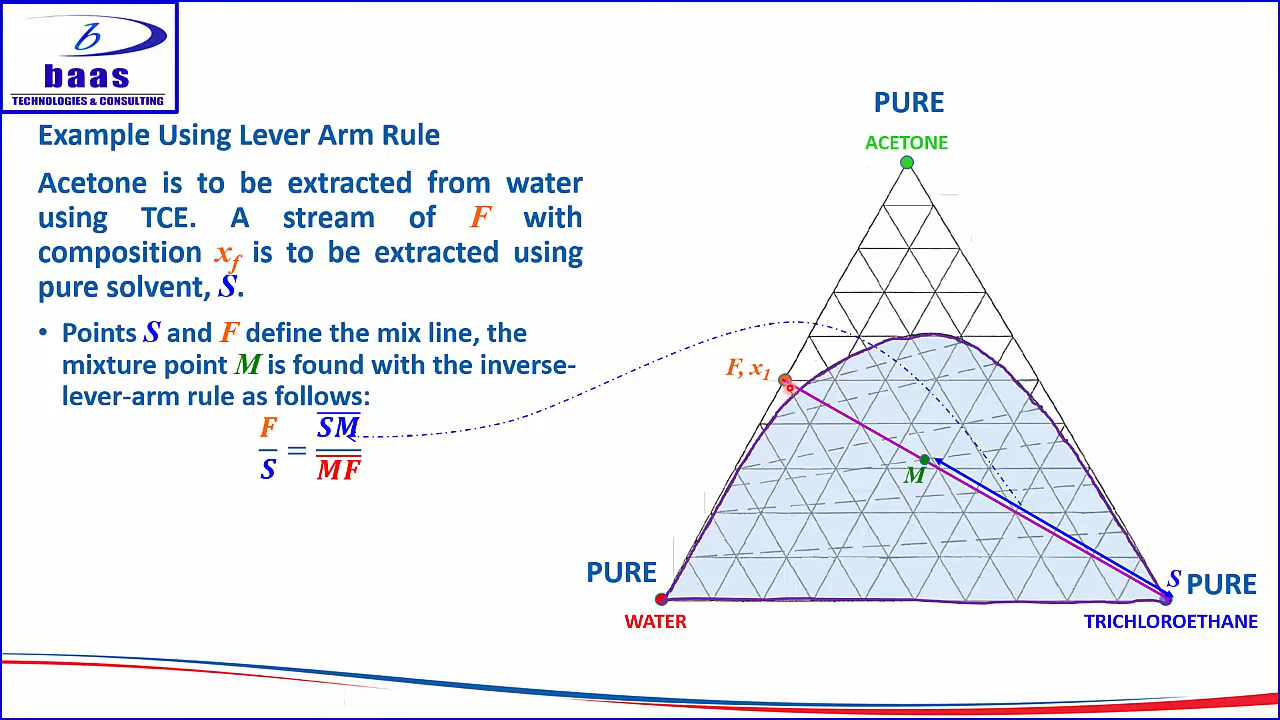 b
baas
TECHNOLOGIES & CONSULTING
Example Using Lever Arm Rule
Acetone is to be extracted from water
using TCE. A stream of F with
composition xf is to be extracted using
pure solvent, S.
• Points S and F define the mix line, the
mixture point M is found with the inverse-
lever-arm rule as follows:
F/S = SM/MF
PURE
ACETONE
F, x1
M
S
PURE
WATER
PURE
TRICHLOROETHANE